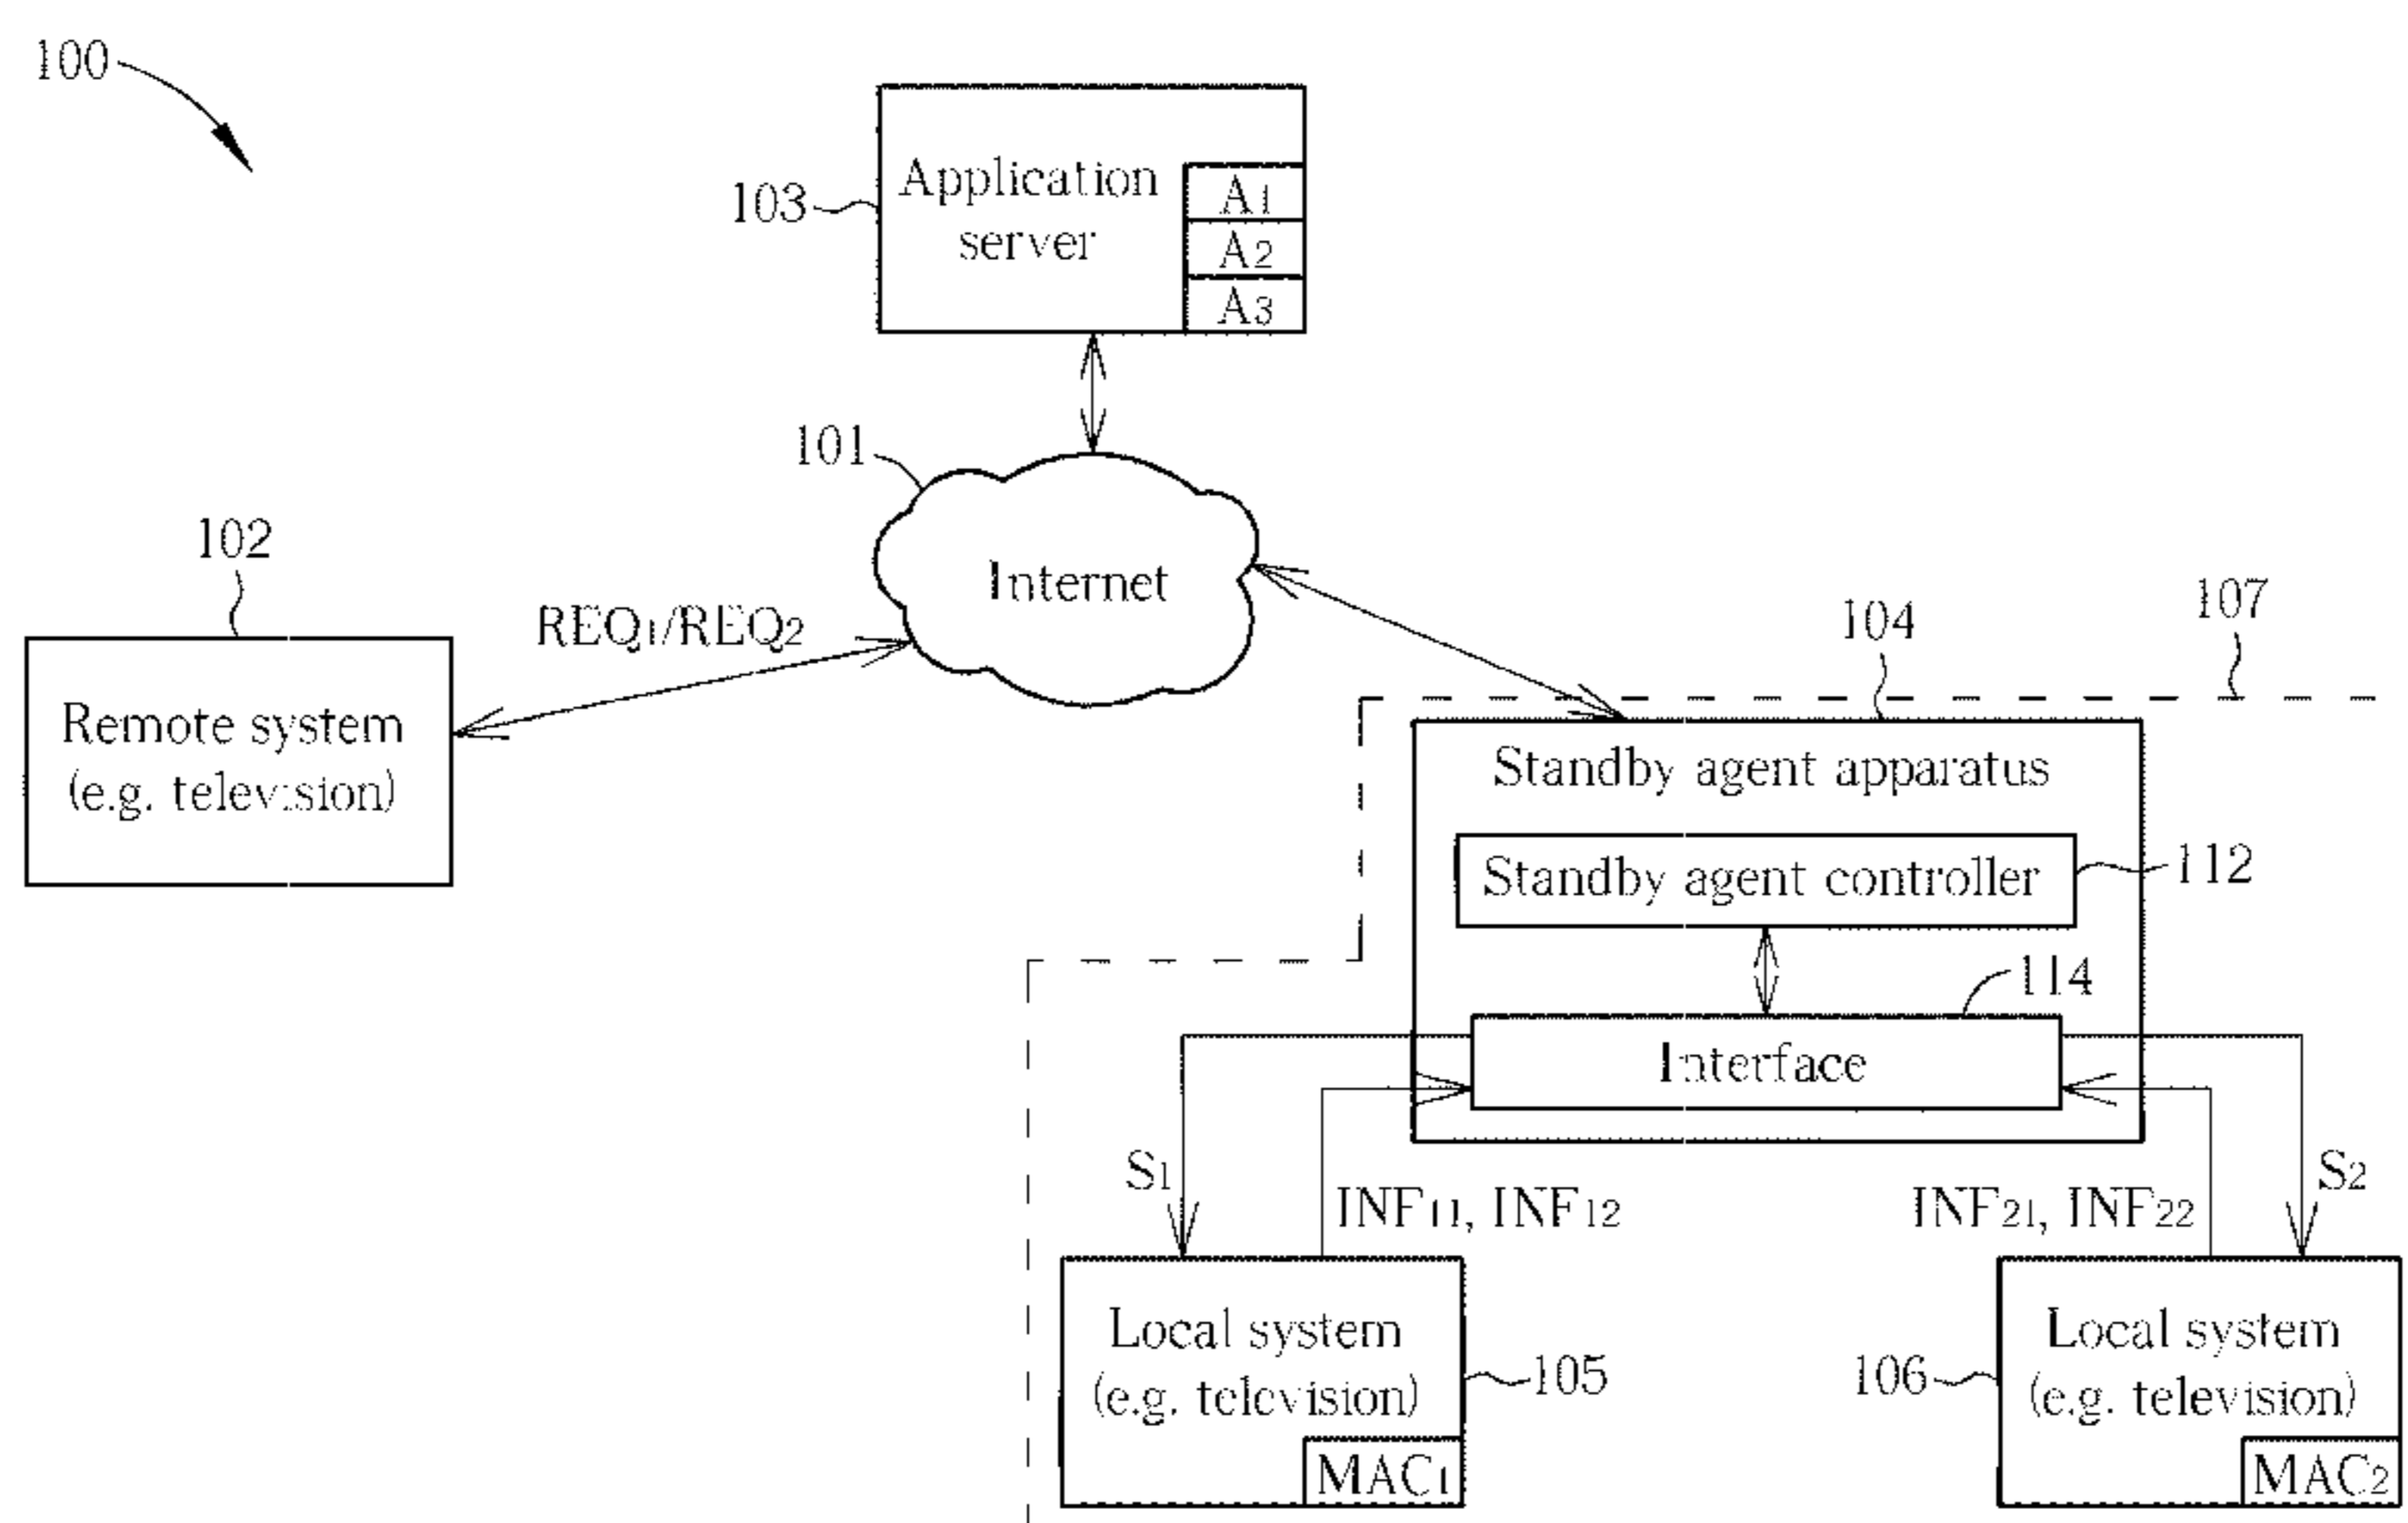 100
103
Application
server
A1
A2
A3
101
Internet
102
REQ1/REQ2
Remote system
(e.g. television)
107
104
Standby agent apparatus
Standby agent controller
112
114
Interface
S1
INF11, INF12
INF21, INF22
S2
Local system
(e.g. television)
MAC1
105
106
Local system
(e.g. television)
MAC2